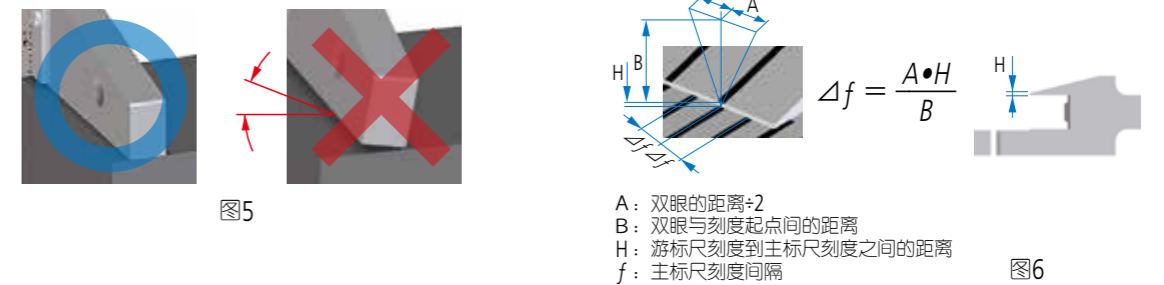 图5
A
B
H
Δf Δf
Δf = A•H / B
H
A：双眼的距离÷2
B：双眼与刻度起点间的距离
H：游标尺刻度到主标尺刻度之间的距离
f：主标尺刻度间隔
图6